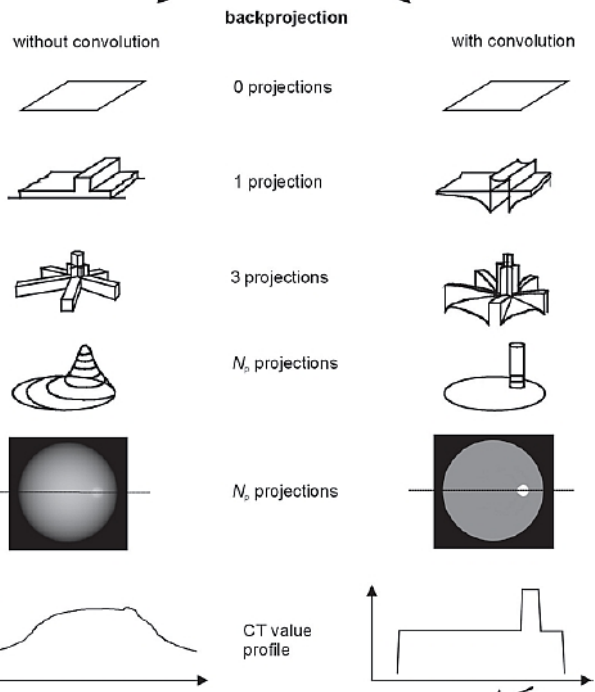 backprojection
without convolution
with convolution
0 projections
1 projection
3 projections
Nₚ projections
Nₚ projections
CT value
profile